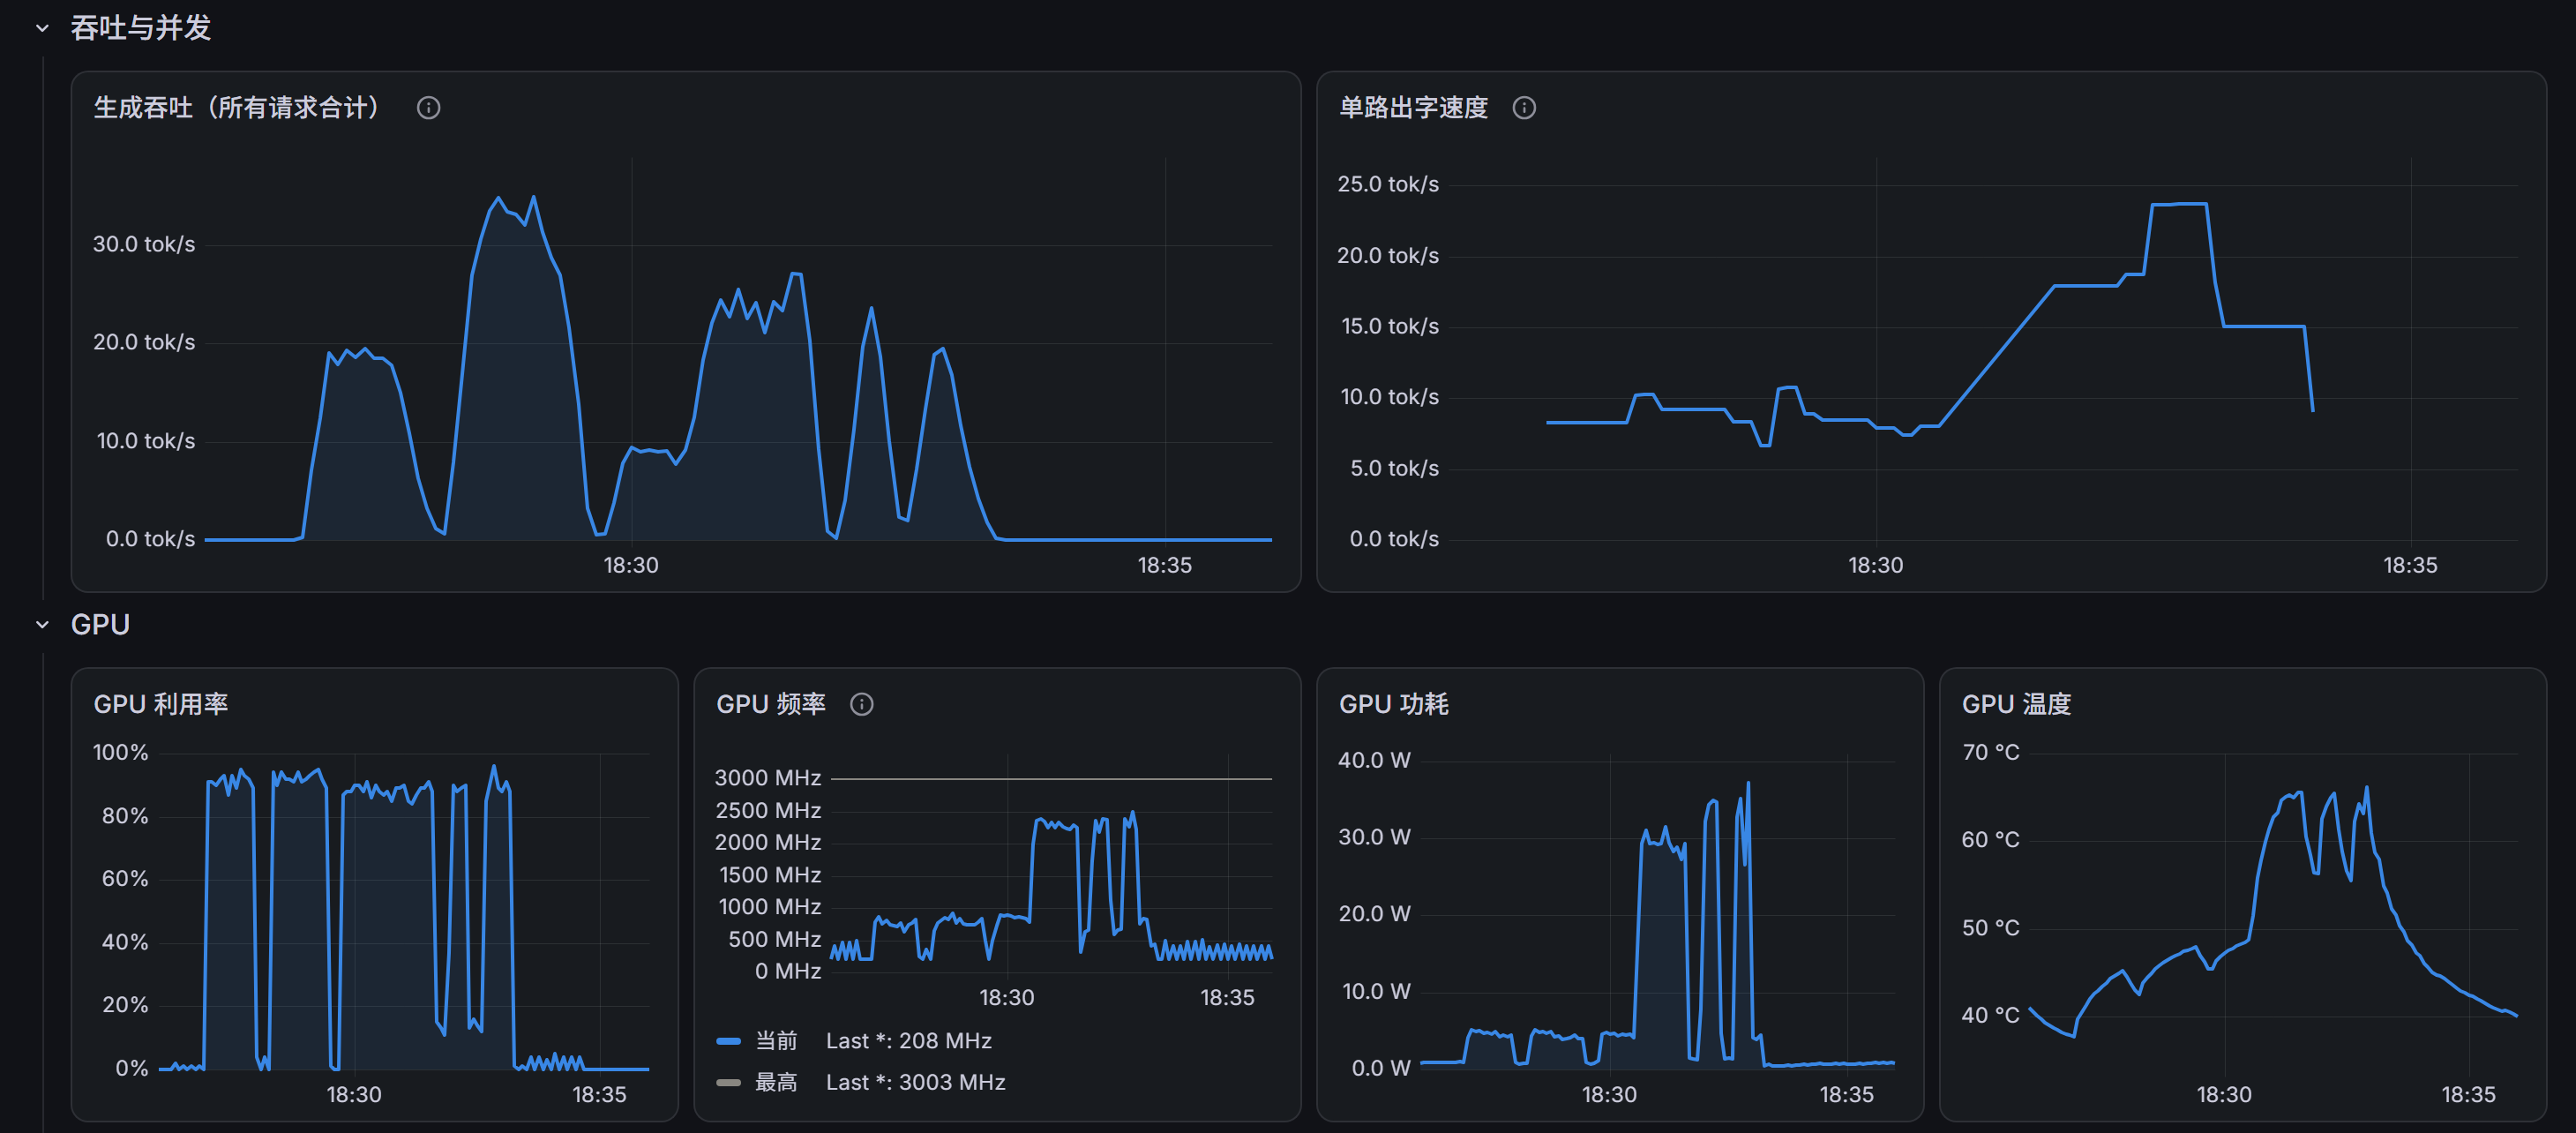 吞吐与并发
生成吞吐（所有请求合计）
30.0 tok/s
20.0 tok/s
10.0 tok/s
0.0 tok/s
18:30
18:35
单路出字速度
25.0 tok/s
20.0 tok/s
15.0 tok/s
10.0 tok/s
5.0 tok/s
0.0 tok/s
18:30
18:35
GPU
GPU 利用率
100%
80%
60%
40%
20%
0%
18:30
18:35
GPU 频率
3000 MHz
2500 MHz
2000 MHz
1500 MHz
1000 MHz
500 MHz
0 MHz
18:30
18:35
当前 Last *: 208 MHz
最高 Last *: 3003 MHz
GPU 功耗
40.0 W
30.0 W
20.0 W
10.0 W
0.0 W
18:30
18:35
GPU 温度
70 °C
60 °C
50 °C
40 °C
18:30
18:35